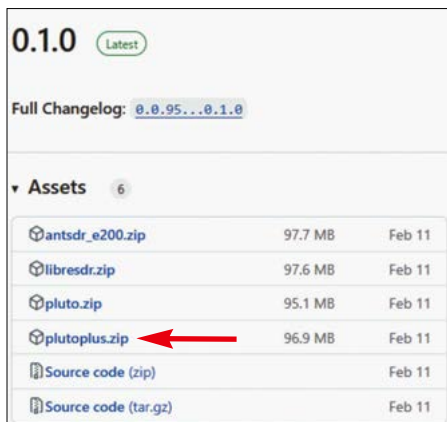 0.1.0 Latest
Full Changelog: 0.0.95...0.1.0
Assets 6
antsdr_e200.zip 97.7 MB Feb 11
libresdr.zip 97.6 MB Feb 11
pluto.zip 95.1 MB Feb 11
plutoplus.zip 96.9 MB Feb 11
Source code (zip) Feb 11
Source code (tar.gz) Feb 11